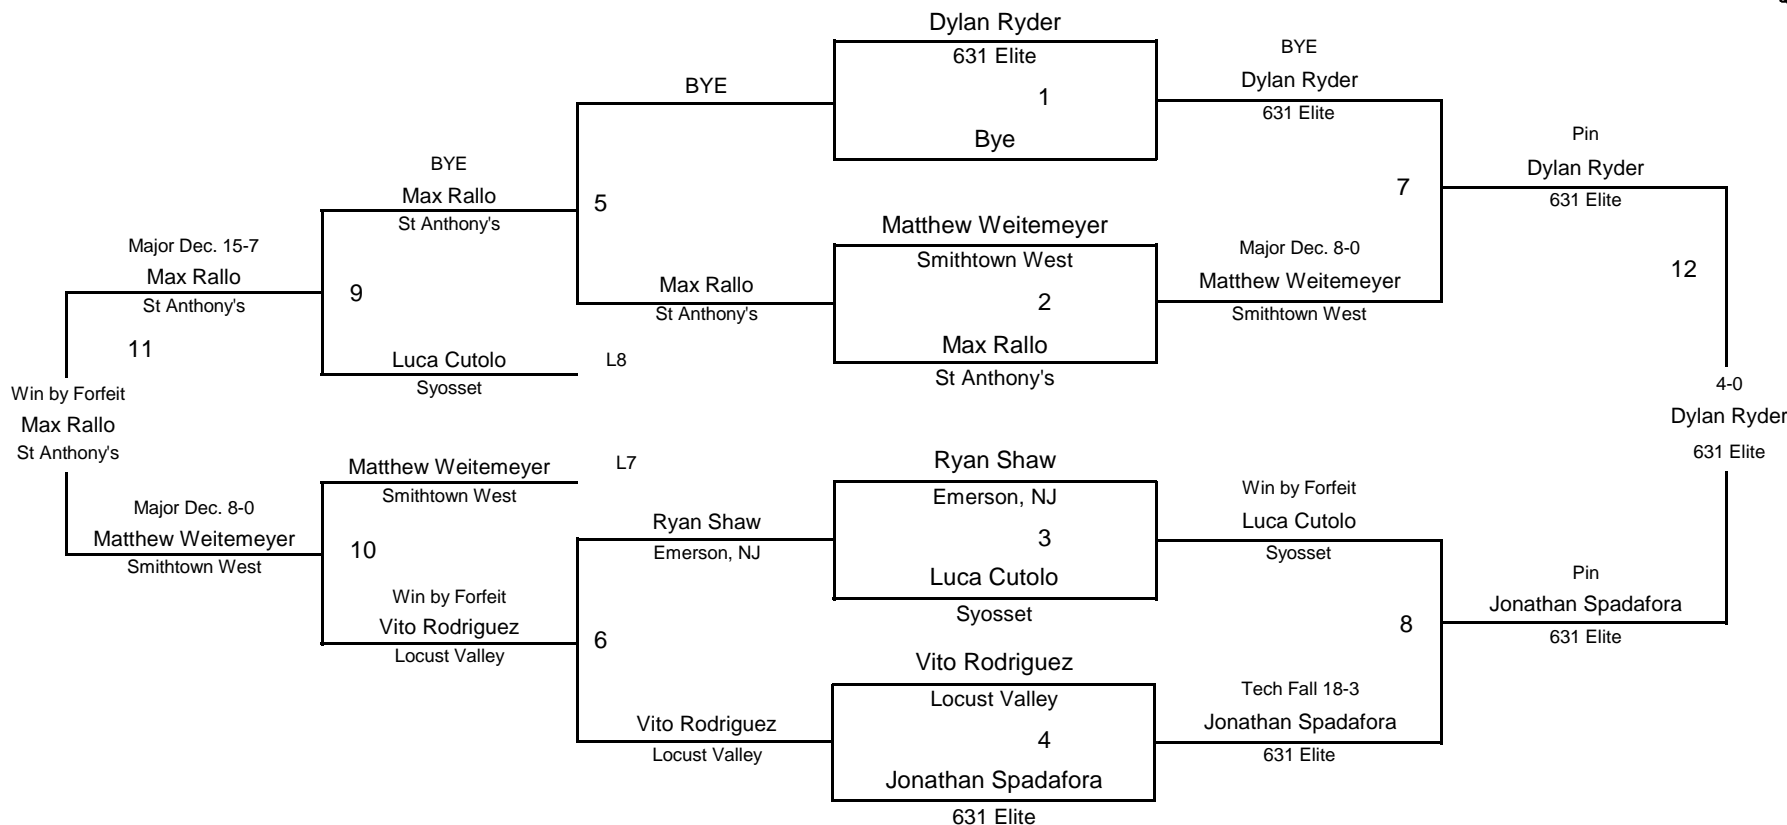 Dylan Ryder
631 Elite
1
Bye
BYE
Dylan Ryder
631 Elite
BYE
Matthew Weitemeyer
Smithtown West
2
Max Rallo
St Anthony's
Major Dec. 8-0
Matthew Weitemeyer
Smithtown West
7
Pin
Dylan Ryder
631 Elite
12
BYE
Max Rallo
St Anthony's
5
Max Rallo
St Anthony's
Major Dec. 15-7
Max Rallo
St Anthony's
9
Luca Cutolo
Syosset
L8
11
Win by Forfeit
Max Rallo
St Anthony's
4-0
Dylan Ryder
631 Elite
Matthew Weitemeyer
Smithtown West
L7
Major Dec. 8-0
Matthew Weitemeyer
Smithtown West
10
Win by Forfeit
Vito Rodriguez
Locust Valley
Ryan Shaw
Emerson, NJ
6
Vito Rodriguez
Locust Valley
Ryan Shaw
Emerson, NJ
3
Luca Cutolo
Syosset
Win by Forfeit
Luca Cutolo
Syosset
Vito Rodriguez
Locust Valley
4
Jonathan Spadafora
631 Elite
Tech Fall 18-3
Jonathan Spadafora
631 Elite
8
Pin
Jonathan Spadafora
631 Elite